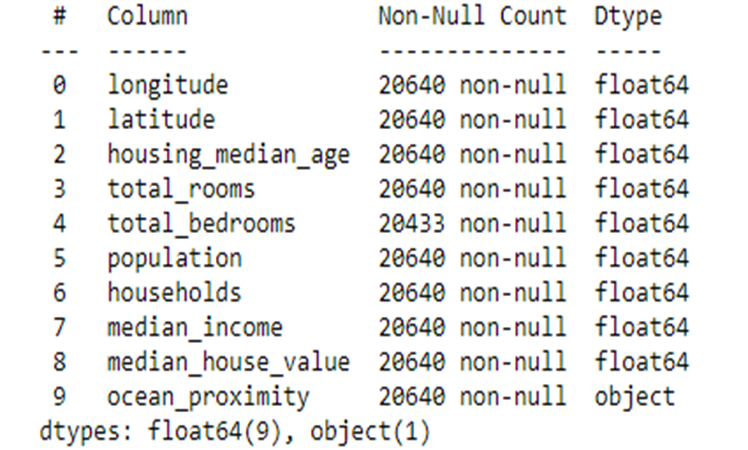 #   Column              Non-Null Count  Dtype
---  ------              --------------  -----
0   longitude           20640 non-null  float64
1   latitude            20640 non-null  float64
2   housing_median_age  20640 non-null  float64
3   total_rooms         20640 non-null  float64
4   total_bedrooms      20433 non-null  float64
5   population          20640 non-null  float64
6   households          20640 non-null  float64
7   median_income       20640 non-null  float64
8   median_house_value  20640 non-null  float64
9   ocean_proximity     20640 non-null  object
dtypes: float64(9), object(1)